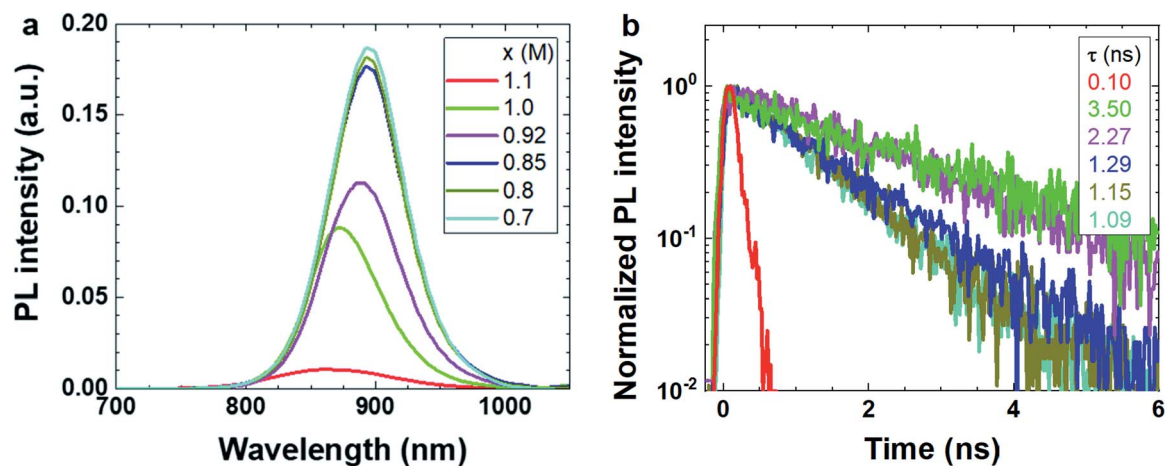 a
0.20
0.15
0.10
0.05
0.00
PL intensity (a.u.)
x (M)
1.1
1.0
0.92
0.85
0.8
0.7
700 800 900 1000
Wavelength (nm)
b
10⁰
10⁻¹
10⁻²
Normalized PL intensity
τ (ns)
0.10
3.50
2.27
1.29
1.15
1.09
0 2 4 6
Time (ns)